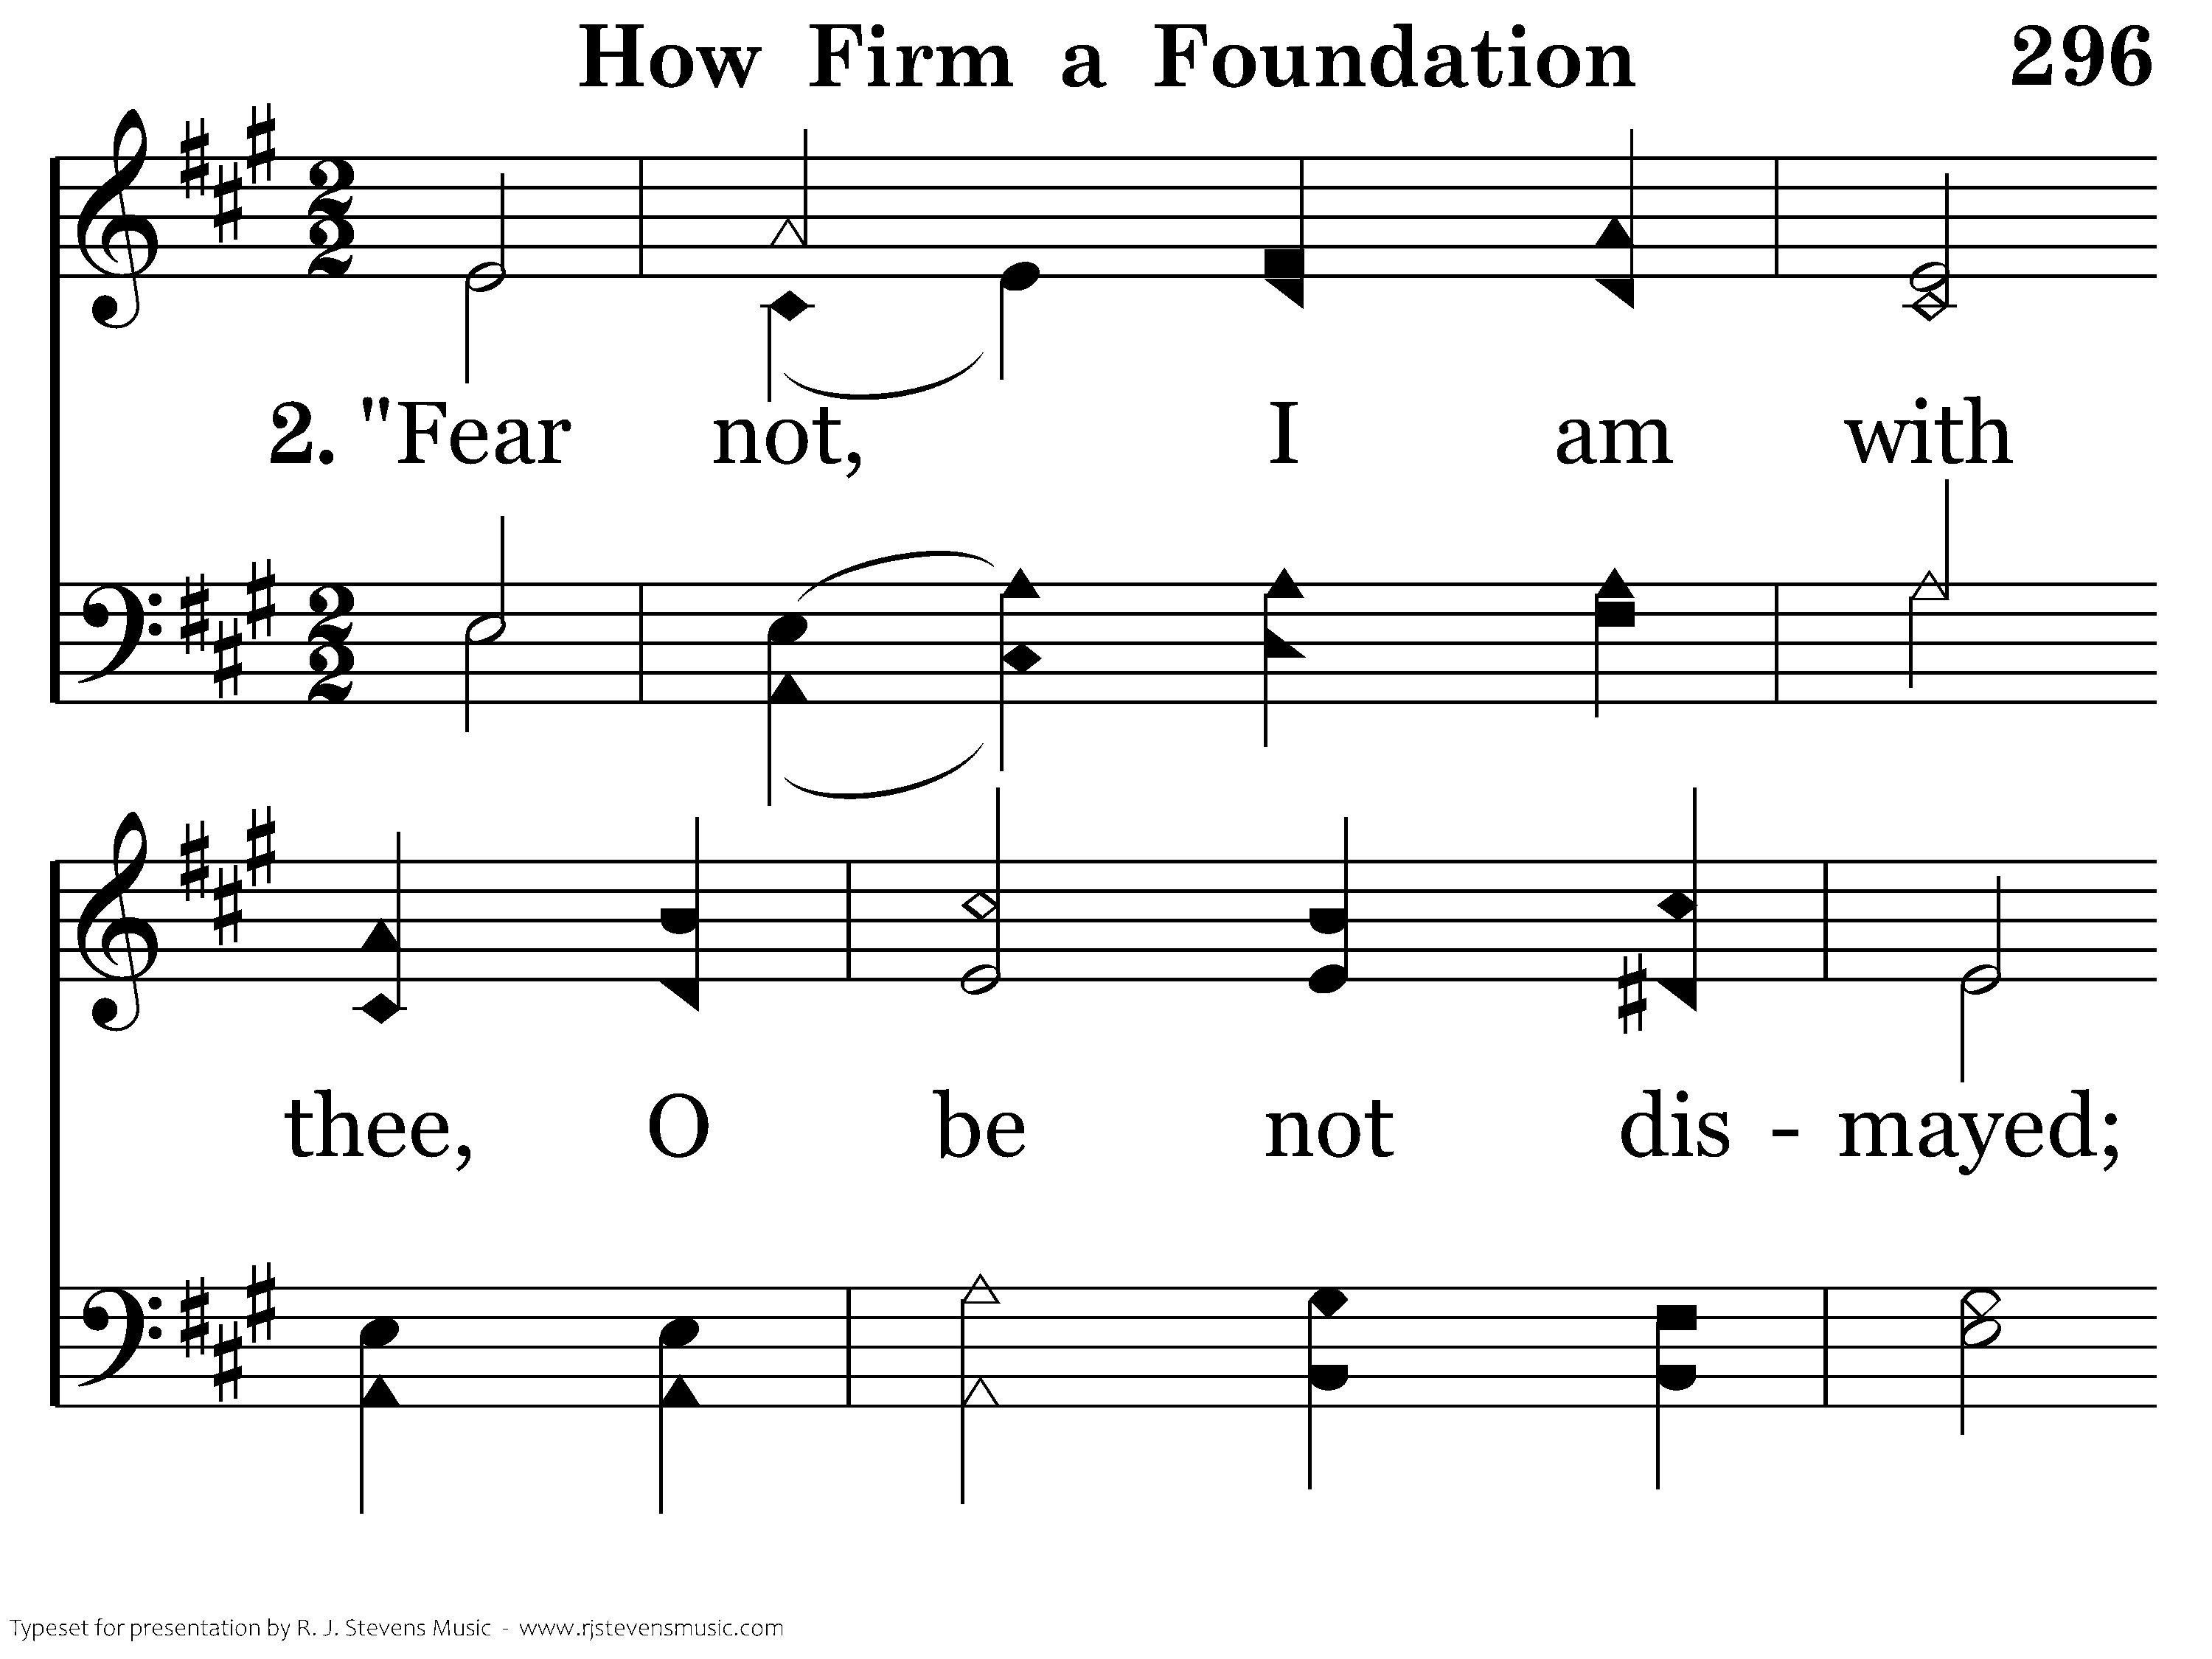 How Firm a Foundation 296
2. "Fear not, I am with
thee, O be not dis - mayed;
Typeset for presentation by R. J. Stevens Music - www.rjstevensmusic.com